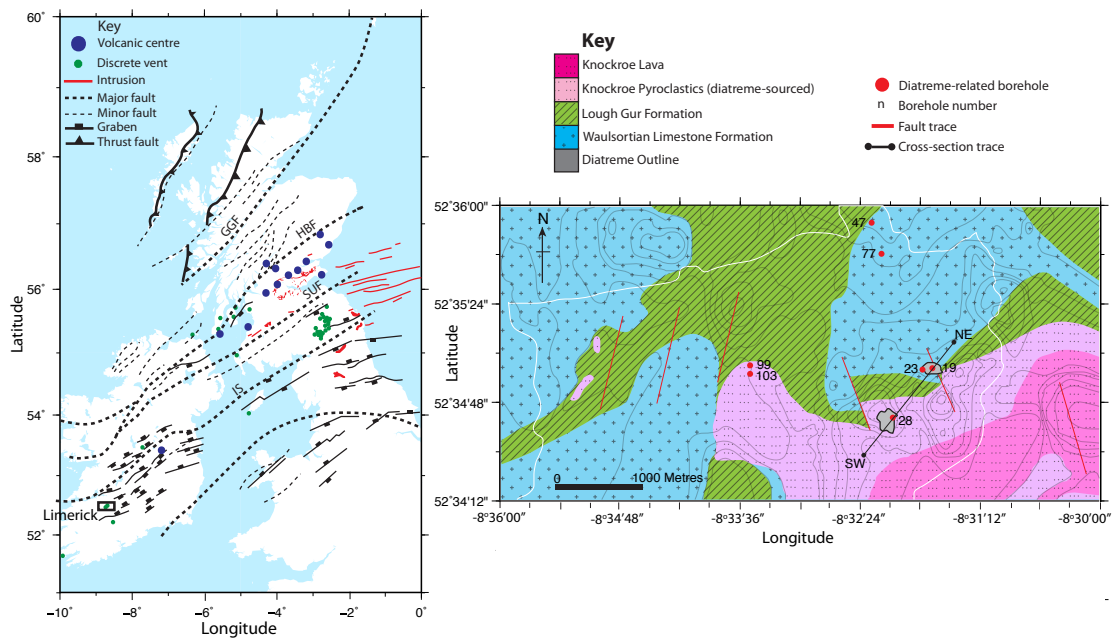 60˚
58˚
56˚
54˚
52˚
Latitude
−10˚
−8˚
−6˚
−4˚
−2˚
0˚
Longitude
Key
Volcanic centre
Discrete vent
Intrusion
Major fault
Minor fault
Graben
Thrust fault
GGF
HBF
SUF
IS
Limerick
Key
Knockroe Lava
Knockroe Pyroclastics (diatreme-sourced)
Lough Gur Formation
Waulsortian Limestone Formation
Diatreme Outline
Diatreme-related borehole
n Borehole number
Fault trace
Cross-section trace
52˚36′00″
52˚35′24″
52˚34′48″
52˚34′12″
Latitude
N
47
77
NE
99
103
23
19
28
SW
0 1000 Metres
-8˚36′00″
-8˚34′48″
-8˚33′36″
-8˚32′24″
-8˚31′12″
-8˚30′00″
Longitude